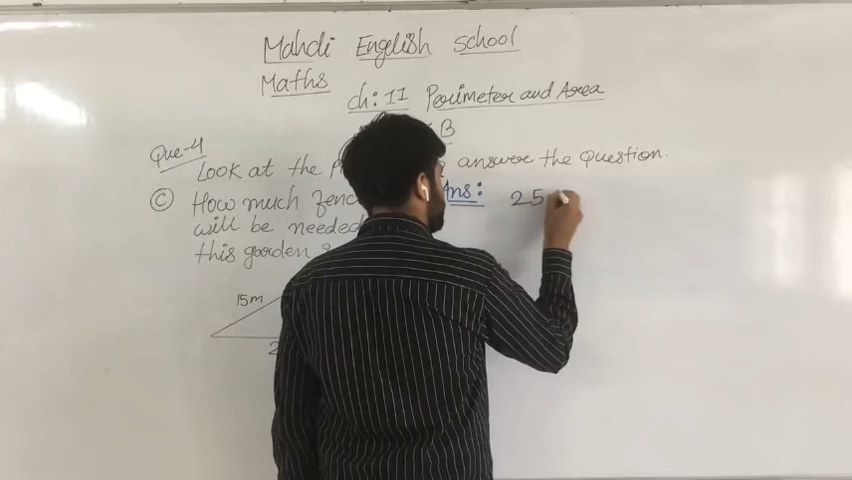 Mahdi English school
Maths
ch: 11 Perimeter and Area
B
Que-4
Look at the answer the question.
Ⓒ How much Ans: 25
will be needed
this garden
15m
2